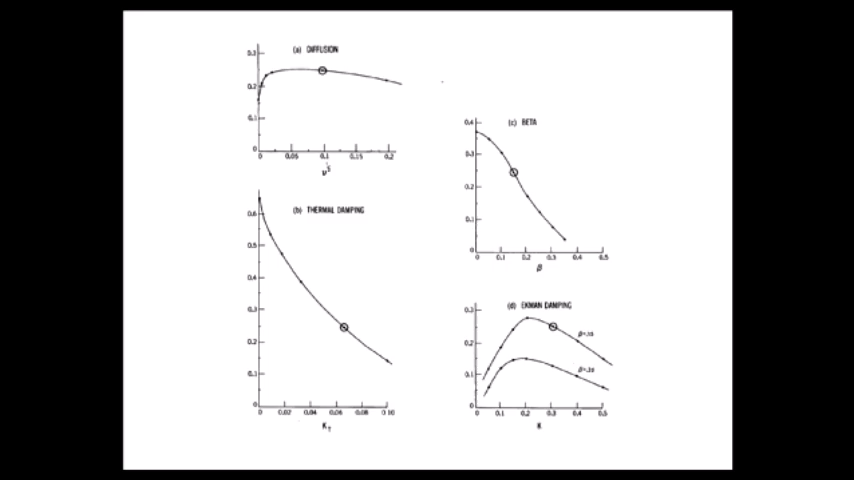 (a) DIFFUSION
0.3
0.2
0.1
0
0 0.05 0.1 0.15 0.2
(b) THERMAL DAMPING
0.6
0.5
0.4
0.3
0.2
0.1
0
0 0.02 0.04 0.06 0.08 0.10
K_T
(c) BETA
0.4
0.3
0.2
0.1
0
0 0.1 0.2 0.3 0.4 0.5
β
(d) EKMAN DAMPING
0.3
0.2
0.1
0
0 0.1 0.2 0.3 0.4 0.5
K